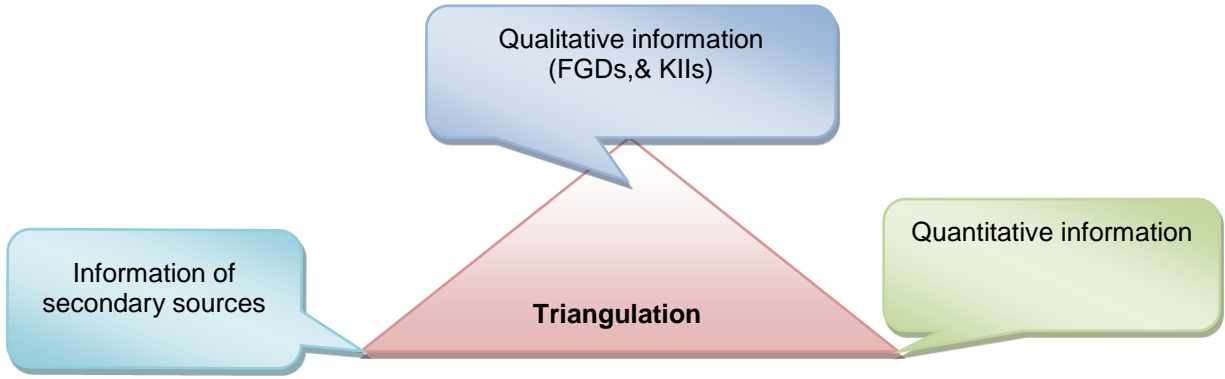 Qualitative information
(FGDs,& KIIs)
Information of
secondary sources
Quantitative information
Triangulation